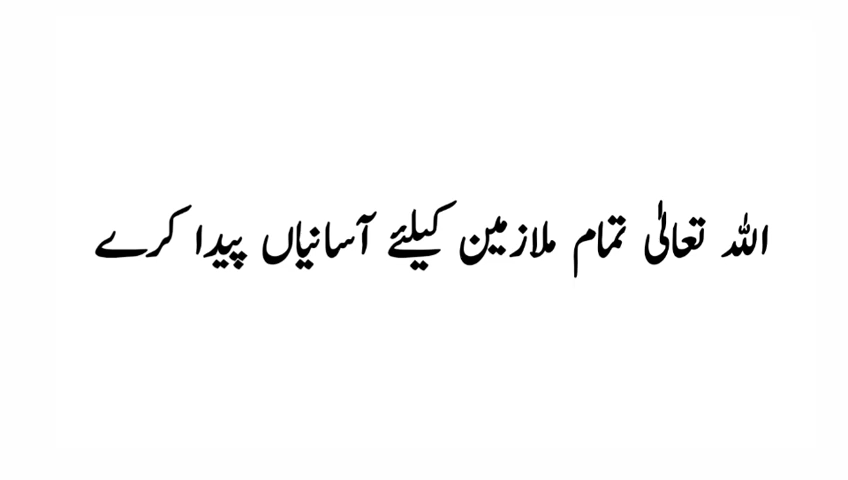 اللہ تعالیٰ تمام ملازمین کیلئے آسانیاں پیدا کرے